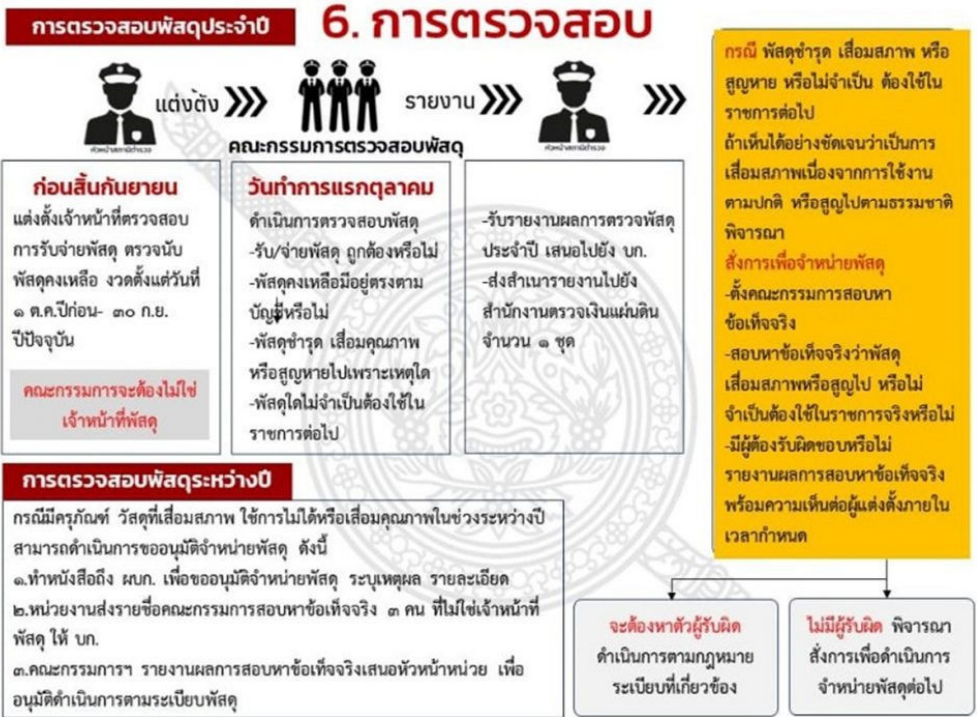 การตรวจสอบพัสดุประจำปี
6. การตรวจสอบ
หัวหน้าสถานีตำรวจ
แต่งตั้ง
คณะกรรมการตรวจสอบพัสดุ
รายงาน
หัวหน้าสถานีตำรวจ
ก่อนสิ้นกันยายน
แต่งตั้งเจ้าหน้าที่ตรวจสอบ
การรับจ่ายพัสดุ ตรวจนับ
พัสดุคงเหลือ งวดตั้งแต่วันที่
๑ ต.ค.ปีก่อน- ๓๐ ก.ย.
ปีปัจจุบัน
คณะกรรมการจะต้องไม่ใช่
เจ้าหน้าที่พัสดุ
วันทำการแรกตุลาคม
ดำเนินการตรวจสอบพัสดุ
-รับ/จ่ายพัสดุ ถูกต้องหรือไม่
-พัสดุคงเหลือมีอยู่ตรงตาม
บัญชีหรือไม่
-พัสดุชำรุด เสื่อมคุณภาพ
หรือสูญหายไปเพราะเหตุใด
-พัสดุใดไม่จำเป็นต้องใช้ใน
ราชการต่อไป
-รับรายงานผลการตรวจพัสดุ
ประจำปี เสนอไปยัง บก.
-ส่งสำเนารายงานไปยัง
สำนักงานตรวจเงินแผ่นดิน
จำนวน ๑ ชุด
กรณี พัสดุชำรุด เสื่อมสภาพ หรือ
สูญหาย หรือไม่จำเป็น ต้องใช้ใน
ราชการต่อไป
ถ้าเห็นได้อย่างชัดเจนว่าเป็นการ
เสื่อมสภาพเนื่องจากการใช้งาน
ตามปกติ หรือสูญไปตามธรรมชาติ
พิจารณา
สั่งการเพื่อจำหน่ายพัสดุ
-ตั้งคณะกรรมการสอบหา
ข้อเท็จจริง
-สอบหาข้อเท็จจริงว่าพัสดุ
เสื่อมสภาพหรือสูญไป หรือไม่
จำเป็นต้องใช้ในราชการจริงหรือไม่
-มีผู้ต้องรับผิดชอบหรือไม่
รายงานผลการสอบหาข้อเท็จจริง
พร้อมความเห็นต่อผู้แต่งตั้งภายใน
เวลากำหนด
การตรวจสอบพัสดุระหว่างปี
กรณีมีครุภัณฑ์ วัสดุที่เสื่อมสภาพ ใช้การไม่ได้หรือเสื่อมคุณภาพในช่วงระหว่างปี
สามารถดำเนินการขออนุมัติจำหน่ายพัสดุ ดังนี้
๑.ทำหนังสือถึง ผบก. เพื่อขออนุมัติจำหน่ายพัสดุ ระบุเหตุผล รายละเอียด
๒.หน่วยงานส่งรายชื่อคณะกรรมการสอบหาข้อเท็จจริง ๓ คน ที่ไม่ใช่เจ้าหน้าที่
พัสดุ ให้ บก.
๓.คณะกรรมการฯ รายงานผลการสอบหาข้อเท็จจริงเสนอหัวหน้าหน่วย เพื่อ
อนุมัติดำเนินการตามระเบียบพัสดุ
จะต้องหาตัวผู้รับผิด
ดำเนินการตามกฎหมาย
ระเบียบที่เกี่ยวข้อง
ไม่มีผู้รับผิด พิจารณา
สั่งการเพื่อดำเนินการ
จำหน่ายพัสดุต่อไป